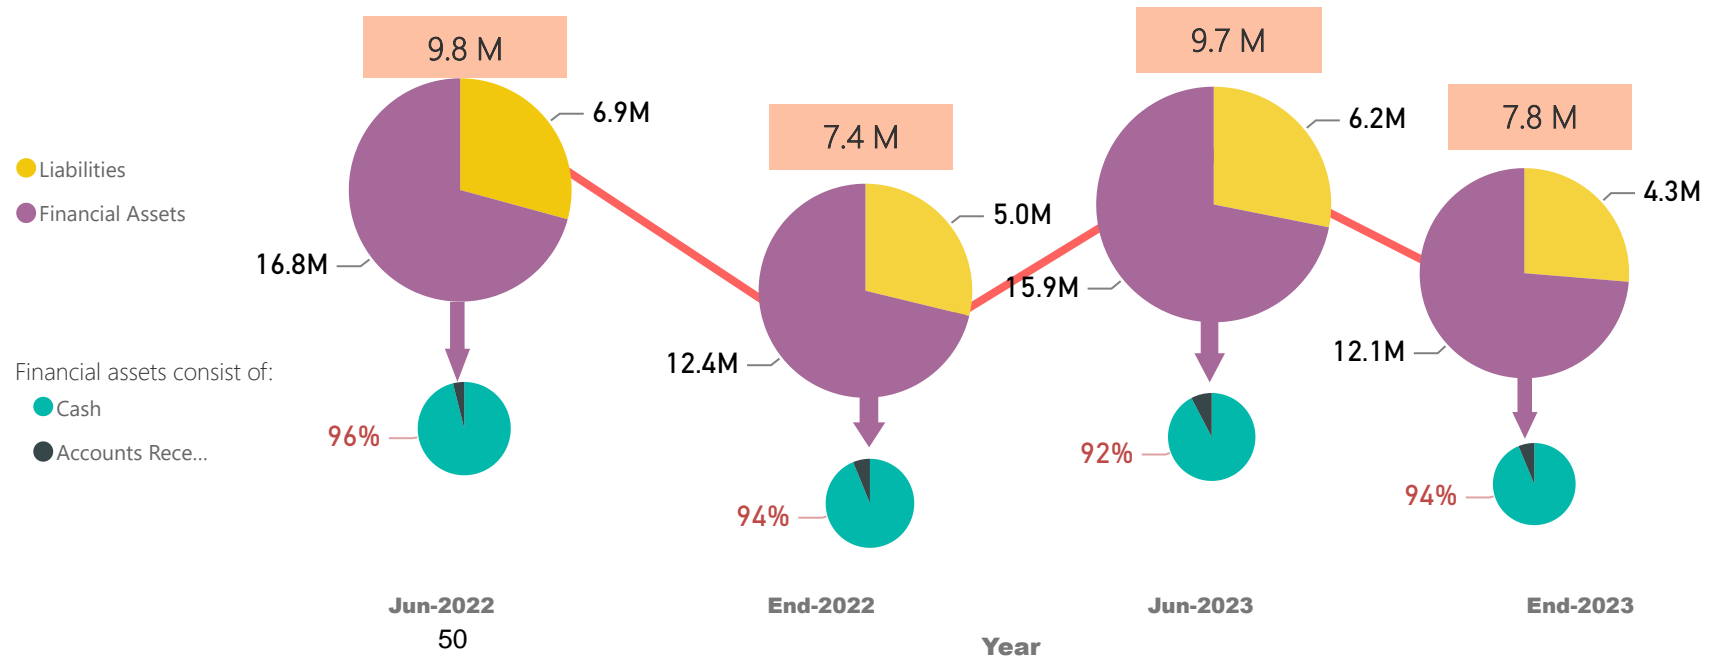 9.8 M
9.7 M
7.4 M
7.8 M
6.9M
6.2M
5.0M
4.3M
Liabilities
Financial Assets
16.8M
15.9M
12.4M
12.1M
Financial assets consist of:
Cash
Accounts Rece...
96%
92%
94%
94%
Jun-2022
End-2022
Jun-2023
End-2023
50
Year